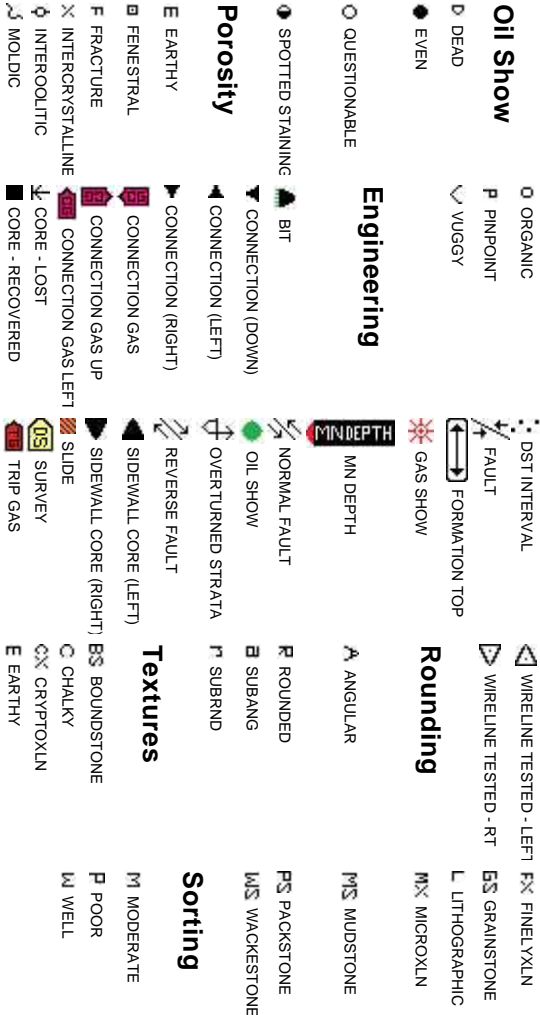 Oil Show
D DEAD
EVEN
QUESTIONABLE
SPOTTED STAINING
Porosity
E EARTHY
FENESTRAL
F FRACTURE
X INTERCRYSTALLINE
INTEROOLITIC
MOLDIC
O ORGANIC
P PINPOINT
V VUGGY
Engineering
BIT
CONNECTION (DOWN)
CONNECTION (LEFT)
CONNECTION (RIGHT)
CG CONNECTION GAS
CG CONNECTION GAS UP
CG CONNECTION GAS LEFT
CORE - LOST
CORE - RECOVERED
DST INTERVAL
FAULT
FORMATION TOP
GAS SHOW
MN DEPTH MN DEPTH
NORMAL FAULT
OIL SHOW
OVERTURNED STRATA
REVERSE FAULT
SIDEWALL CORE (LEFT)
SIDEWALL CORE (RIGHT)
SLIDE
DS SURVEY
TG TRIP GAS
WIRELINE TESTED - LEFT
WIRELINE TESTED - RT
Rounding
A ANGULAR
R ROUNDED
a SUBANG
r SUBRND
Textures
BS BOUNDSTONE
C CHALKY
CX CRYPTOXLN
E EARTHY
FX FINELYXLN
GS GRAINSTONE
L LITHOGRAPHIC
MX MICROXLN
MS MUDSTONE
PS PACKSTONE
WS WACKESTONE
Sorting
M MODERATE
P POOR
W WELL